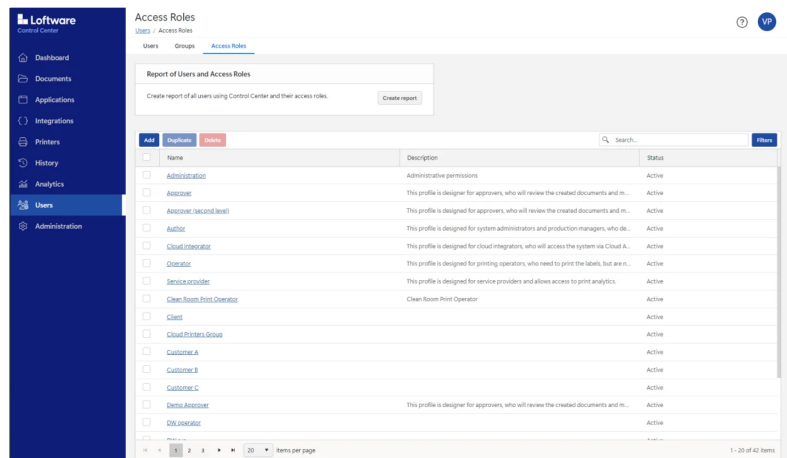 Loftware
Control Center
Access Roles
Users / Access Roles
?
VP
Users Groups Access Roles
Dashboard
Documents
Applications
Integrations
Printers
History
Analytics
Users
Administration
Report of Users and Access Roles
Create report of all users using Control Center and their access roles.
Create report
Add Duplicate Delete
Search...
Filters
Name Description Status
Administration Administrative permissions Active
Approver This profile is designer for approvers, who will review the created documents and m... Active
Approver (second level) This profile is designed for approvers, who will review the created documents and m... Active
Author This profile is designed for system administrators and production managers, who de... Active
Cloud Integrator This profile is designed for cloud integrators, who will access the system via Cloud A... Active
Operator This profile is designed for printing operators, who need to print the labels, but are n... Active
Service provider This profile is designed for service providers and allows access to print analytics. Active
Clean Room Print Operator Clean Room Print Operator Active
Client Active
Cloud Printers Group Active
Customer A Active
Customer B Active
Customer C Active
Demo Approver This profile is designer for approvers, who will review the created documents and m... Active
DW operator Active
1 2 3 20 items per page 1 - 20 of 42 items